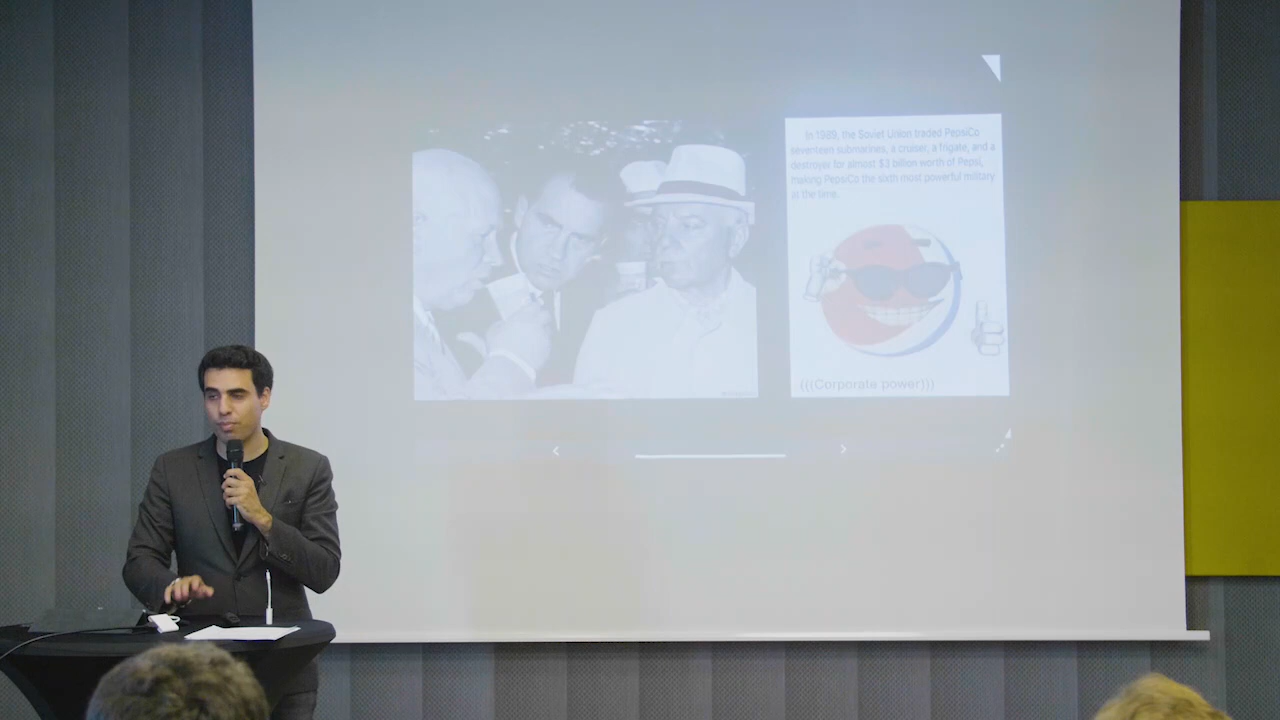 In 1989, the Soviet Union traded PepsiCo
seventeen submarines, a cruiser, a frigate, and a
destroyer for almost $3 billion worth of Pepsi,
making PepsiCo the sixth most powerful military
at the time.
(((Corporate power)))